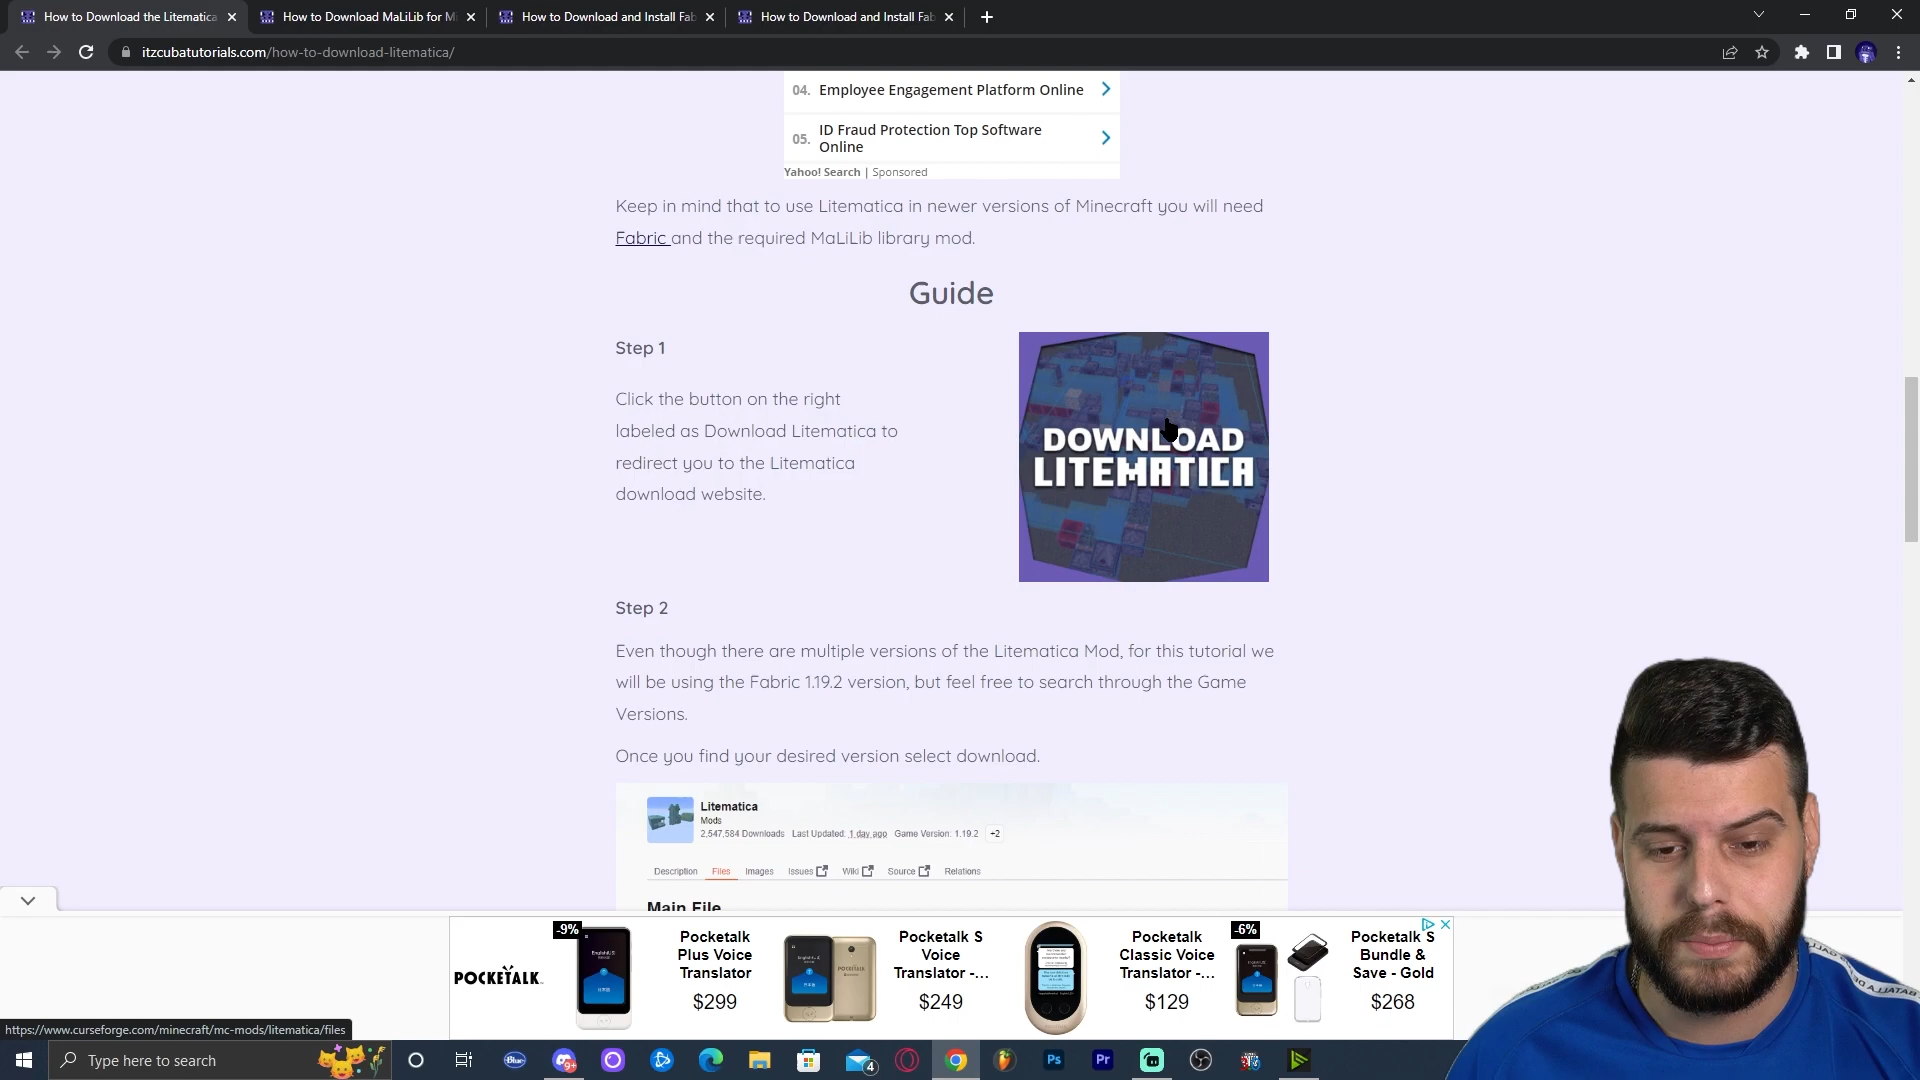 How to Download the Litematica
How to Download MaLiLib for Mi
How to Download and Install Fab
How to Download and Install Fab
itzcubatutorials.com/how-to-download-litematica/
04. Employee Engagement Platform Online
05. ID Fraud Protection Top Software
Online
Yahoo! Search | Sponsored
Keep in mind that to use Litematica in newer versions of Minecraft you will need
Fabric and the required MaLiLib library mod.
Guide
Step 1
Click the button on the right
labeled as Download Litematica to
redirect you to the Litematica
download website.
DOWNLOAD
LITEMATICA
Step 2
Even though there are multiple versions of the Litematica Mod, for this tutorial we
will be using the Fabric 1.19.2 version, but feel free to search through the Game
Versions.
Once you find your desired version select download.
Litematica
Mods
2,547,584 Downloads Last Updated: 1 day ago Game Version: 1.19.2 +2
Description Files Images Issues Wiki Source Relations
Main File
POCKETALK
-9%
Pocketalk
Plus Voice
Translator
$299
Pocketalk S
Voice
Translator -...
$249
Pocketalk
Classic Voice
Translator -...
$129
-6%
Pocketalk S
Bundle &
Save - Gold
$268
https://www.curseforge.com/minecraft/mc-mods/litematica/files
Type here to search
Blue
9+
4
Ps
Pr